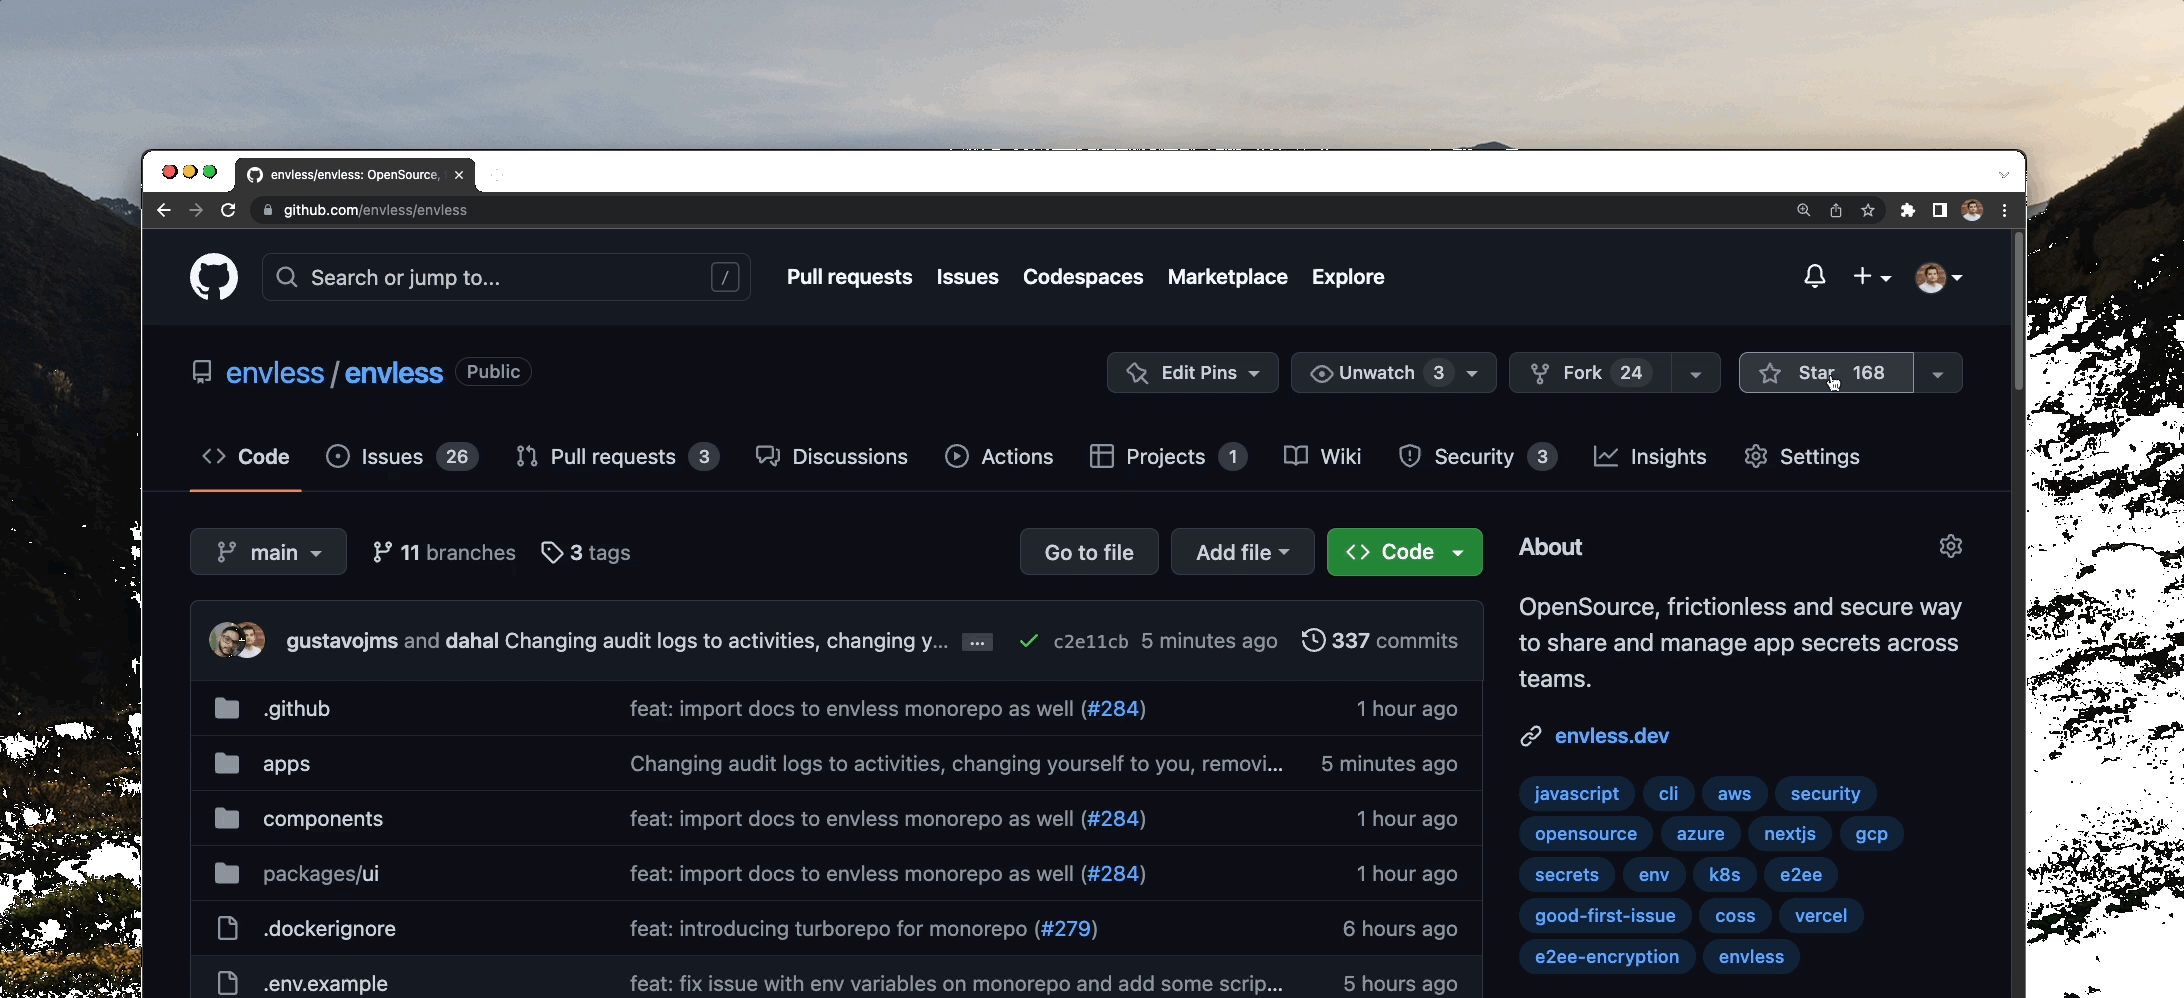 envless/envless: OpenSource,
github.com/envless/envless
Search or jump to... /
Pull requests Issues Codespaces Marketplace Explore
envless / envless Public
Edit Pins Unwatch 3 Fork 24 Star 168
Code Issues 26 Pull requests 3 Discussions Actions Projects 1 Wiki Security 3 Insights Settings
main 11 branches 3 tags Go to file Add file Code
gustavojms and dahal Changing audit logs to activities, changing y... ... c2e11cb 5 minutes ago 337 commits
.github feat: import docs to envless monorepo as well (#284) 1 hour ago
apps Changing audit logs to activities, changing yourself to you, removi... 5 minutes ago
components feat: import docs to envless monorepo as well (#284) 1 hour ago
packages/ui feat: import docs to envless monorepo as well (#284) 1 hour ago
.dockerignore feat: introducing turborepo for monorepo (#279) 6 hours ago
.env.example feat: fix issue with env variables on monorepo and add some scrip... 5 hours ago
About
OpenSource, frictionless and secure way
to share and manage app secrets across
teams.
envless.dev
javascript cli aws security
opensource azure nextjs gcp
secrets env k8s e2ee
good-first-issue coss vercel
e2ee-encryption envless